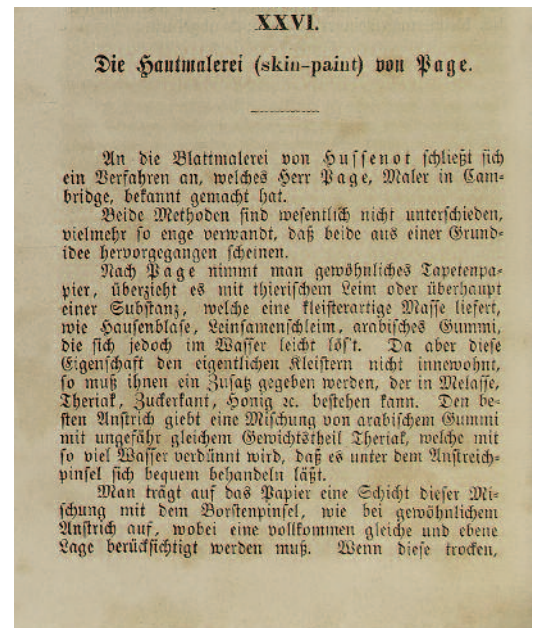 XXVI.
Die Hautmalerei (skin-paint) von Page.
An die Blattmalerei von Hussenot schließt sich
ein Verfahren an, welches Herr Page, Maler in Cam-
bridge, bekannt gemacht hat.
Beide Methoden sind wesentlich nicht unterschieden,
vielmehr so enge verwandt, daß beide aus einer Grund-
idee hervorgegangen scheinen.
Nach Page nimmt man gewöhnliches Tapetenpa-
pier, überzieht es mit thierischem Leim oder überhaupt
einer Substanz, welche eine kleisterartige Masse liefert,
wie Hausenblase, Leinsamenschleim, arabisches Gummi,
die sich jedoch im Wasser leicht lös't. Da aber diese
Eigenschaft den eigentlichen Kleistern nicht innewohnt,
so muß ihnen ein Zusatz gegeben werden, der in Melasse,
Theriak, Zuckerkant, Honig ꝛc. bestehen kann. Den be-
sten Anstrich giebt eine Mischung von arabischem Gummi
mit ungefähr gleichem Gewichtstheil Theriak, welche mit
so viel Wasser verdünnt wird, daß es unter dem Anstreich-
pinsel sich bequem behandeln läßt.
Man trägt auf das Papier eine Schicht dieser Mi-
schung mit dem Borstenpinsel, wie bei gewöhnlichem
Anstrich auf, wobei eine vollkommen gleiche und ebene
Lage berücksichtigt werden muß. Wenn diese trocken,